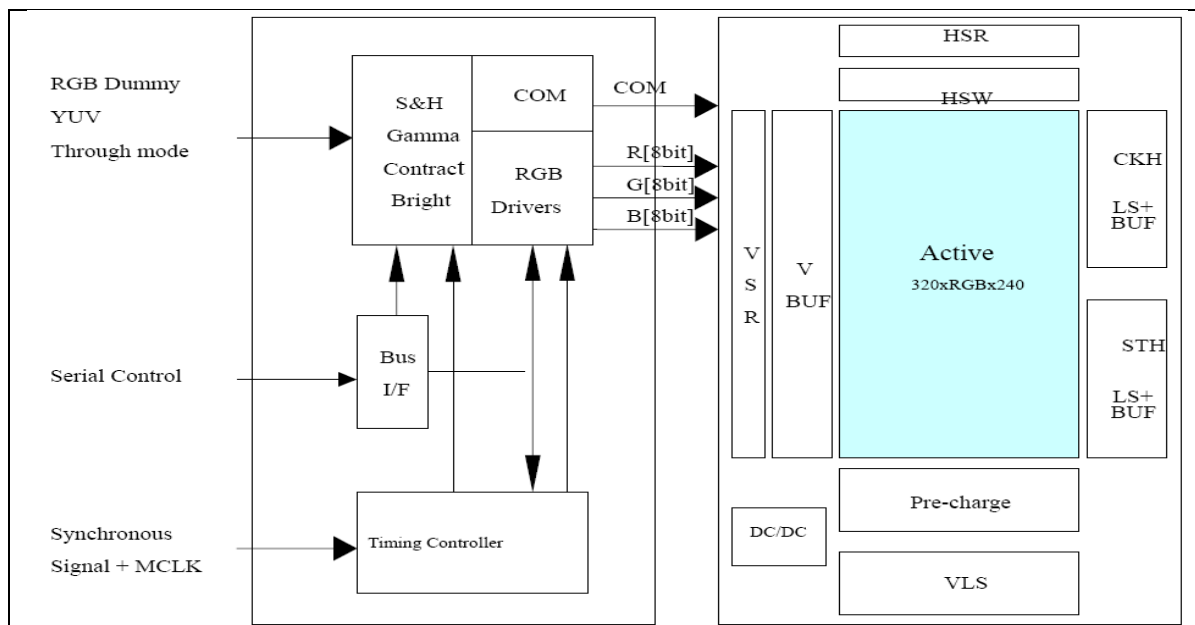 RGB Dummy
YUV
Through mode
Serial Control
Synchronous
Signal + MCLK
S&H
Gamma
Contract
Bright
COM
RGB
Drivers
Bus
I/F
Timing Controller
COM
R[8bit]
G[8bit]
B[8bit]
HSR
HSW
V
S
R
V
BUF
Active
320xRGBx240
CKH
LS+
BUF
STH
LS+
BUF
Pre-charge
DC/DC
VLS